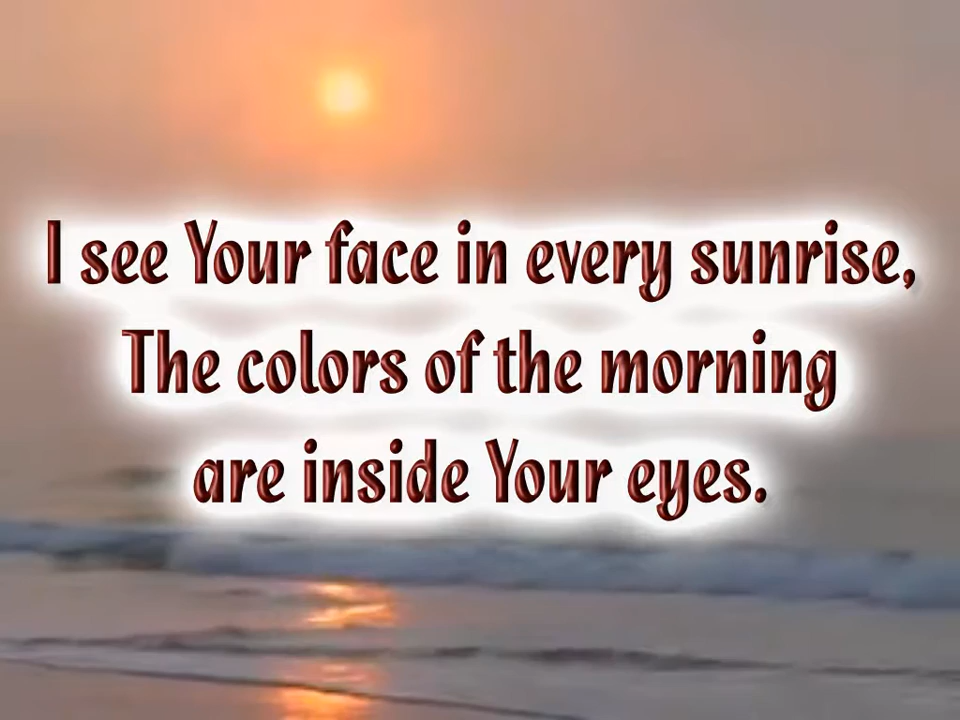 I see Your face in every sunrise,
The colors of the morning
are inside Your eyes.